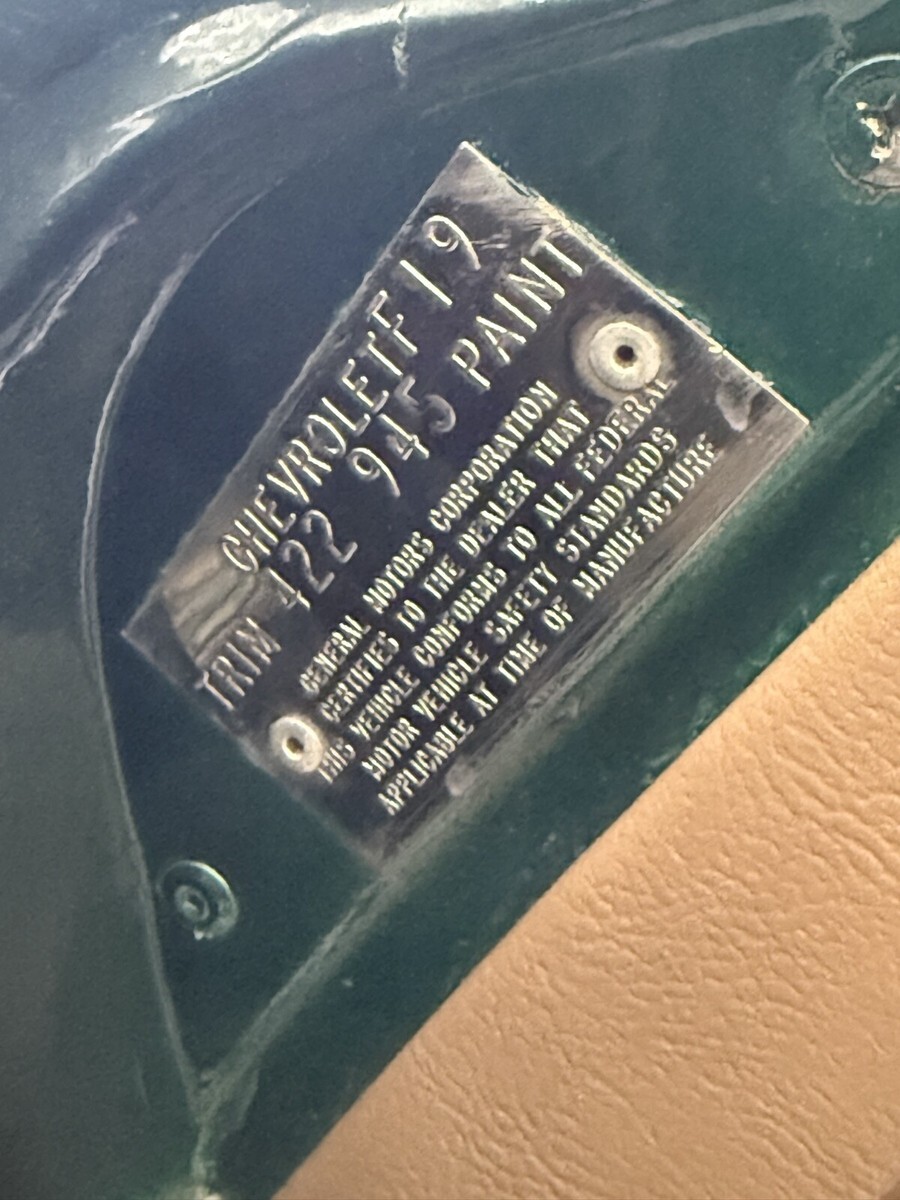 CHEVROLET F19
TRIM 422 945 PAINT
GENERAL MOTORS CORPORATION
CERTIFIES TO THE DEALER THAT
THIS VEHICLE CONFORMS TO ALL FEDERAL
MOTOR VEHICLE SAFETY STANDARDS
APPLICABLE AT TIME OF MANUFACTURE